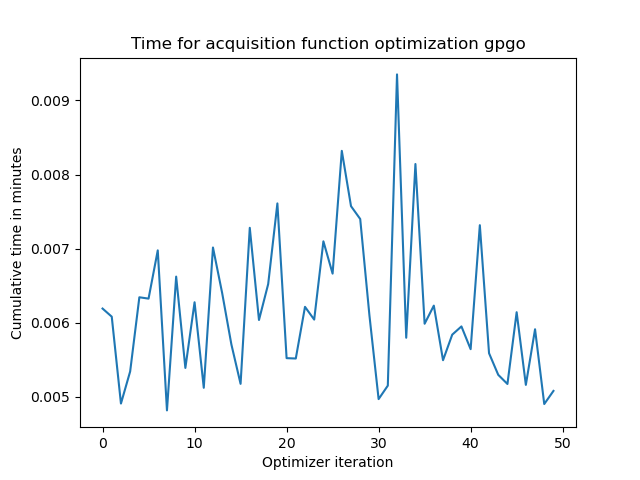 Time for acquisition function optimization gpgo
0.009
0.008
0.007
0.006
0.005
Cumulative time in minutes
0 10 20 30 40 50
Optimizer iteration